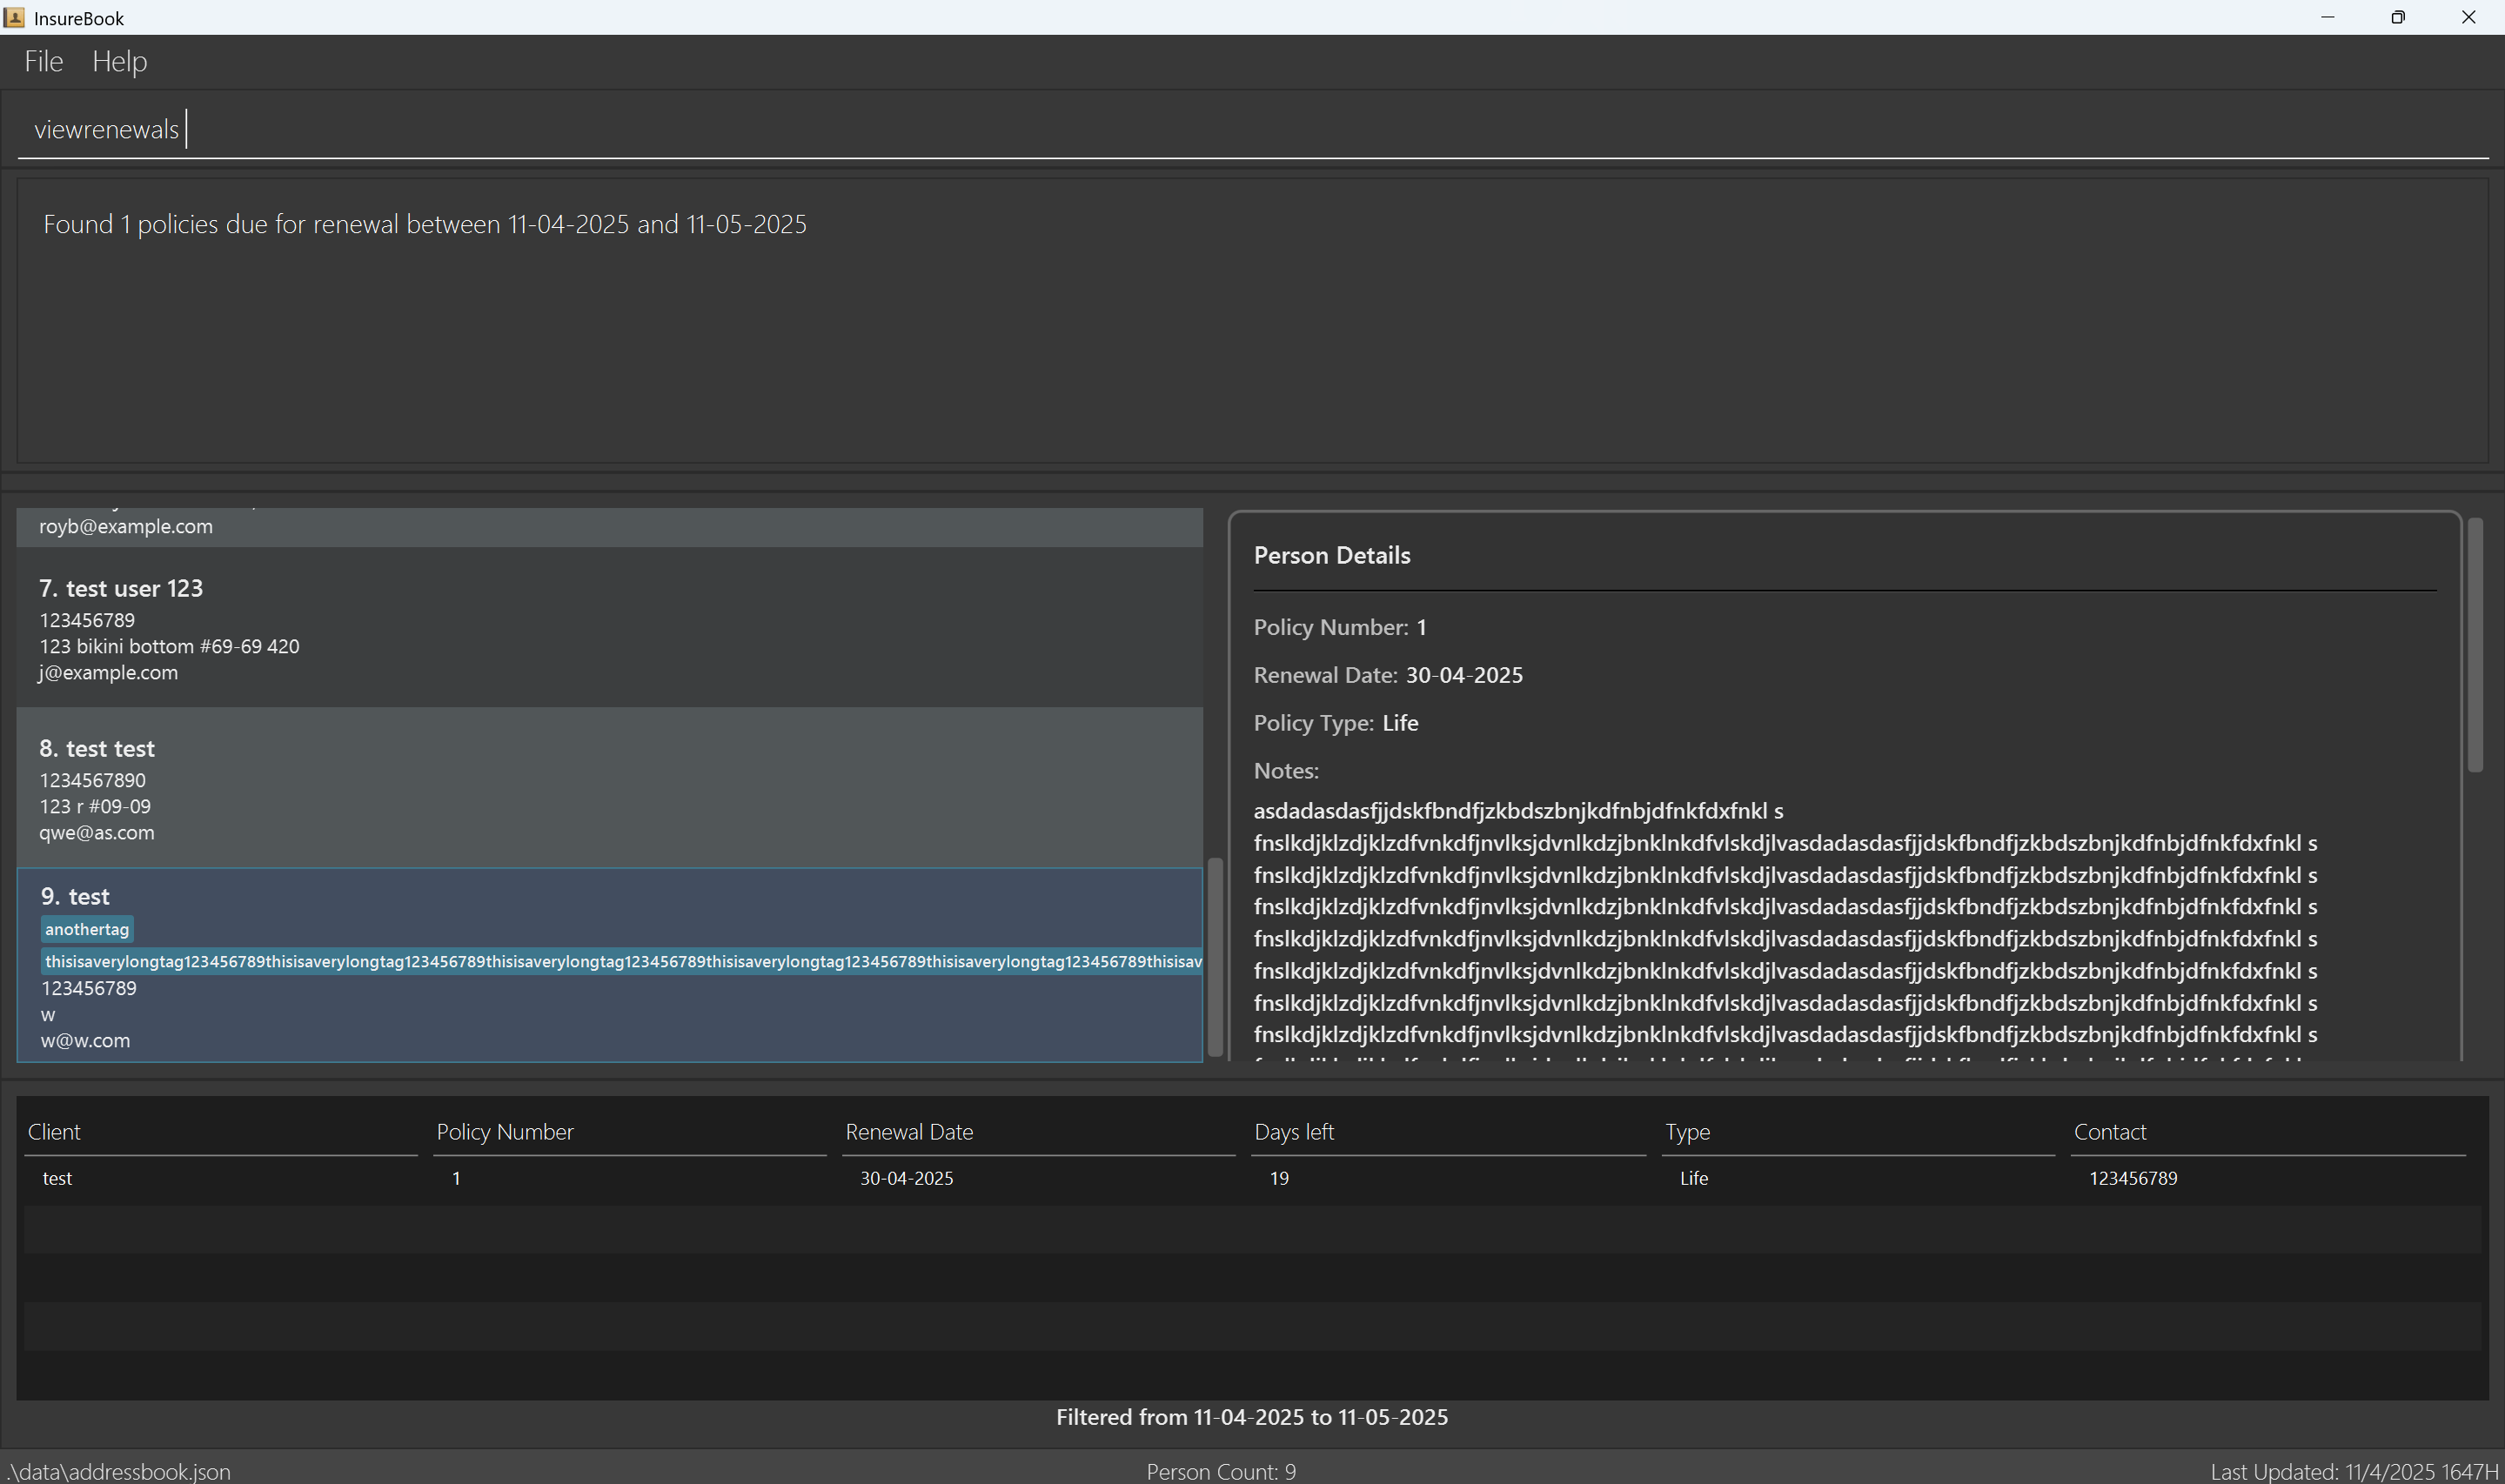 InsureBook
File Help
viewrenewals
Found 1 policies due for renewal between 11-04-2025 and 11-05-2025
royb@example.com
7. test user 123
123456789
123 bikini bottom #69-69 420
j@example.com
8. test test
1234567890
123 r #09-09
qwe@as.com
9. test
anothertag
thisisaverylongtag123456789thisisaverylongtag123456789thisisaverylongtag123456789thisisaverylongtag123456789thisisaverylongtag123456789thisisav
123456789
w
w@w.com
Person Details
Policy Number: 1
Renewal Date: 30-04-2025
Policy Type: Life
Notes:
asdadasdasfjjdskfbndfjzkbdszbnjkdfnbjdfnkfdxfnkl s
fnslkdjklzdjklzdfvnkdfjnvlksjdvnlkdzjbnklnkdfvlskdjlvasdadasdasfjjdskfbndfjzkbdszbnjkdfnbjdfnkfdxfnkl s
fnslkdjklzdjklzdfvnkdfjnvlksjdvnlkdzjbnklnkdfvlskdjlvasdadasdasfjjdskfbndfjzkbdszbnjkdfnbjdfnkfdxfnkl s
fnslkdjklzdjklzdfvnkdfjnvlksjdvnlkdzjbnklnkdfvlskdjlvasdadasdasfjjdskfbndfjzkbdszbnjkdfnbjdfnkfdxfnkl s
fnslkdjklzdjklzdfvnkdfjnvlksjdvnlkdzjbnklnkdfvlskdjlvasdadasdasfjjdskfbndfjzkbdszbnjkdfnbjdfnkfdxfnkl s
fnslkdjklzdjklzdfvnkdfjnvlksjdvnlkdzjbnklnkdfvlskdjlvasdadasdasfjjdskfbndfjzkbdszbnjkdfnbjdfnkfdxfnkl s
fnslkdjklzdjklzdfvnkdfjnvlksjdvnlkdzjbnklnkdfvlskdjlvasdadasdasfjjdskfbndfjzkbdszbnjkdfnbjdfnkfdxfnkl s
fnslkdjklzdjklzdfvnkdfjnvlksjdvnlkdzjbnklnkdfvlskdjlvasdadasdasfjjdskfbndfjzkbdszbnjkdfnbjdfnkfdxfnkl s
Client Policy Number Renewal Date Days left Type Contact
test 1 30-04-2025 19 Life 123456789
Filtered from 11-04-2025 to 11-05-2025
.\data\addressbook.json Person Count: 9 Last Updated: 11/4/2025 1647H